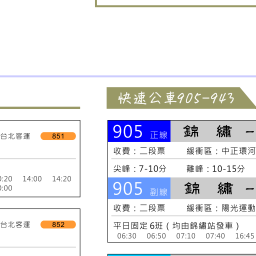 快速公車905-943
905 正線 錦 繡 -
收費：二段票 緩衝區：中正環河
尖峰：7-10分 離峰：10-15分
905 副線 錦 繡 -
收費：二段票 緩衝區：陽光運動
平日固定 6班 ( 均由錦繡站發車 )
06:30 06:50 07:10 07:40 16:45
台北客運 851
0:20 14:00 14:20
0:00
台北客運 852